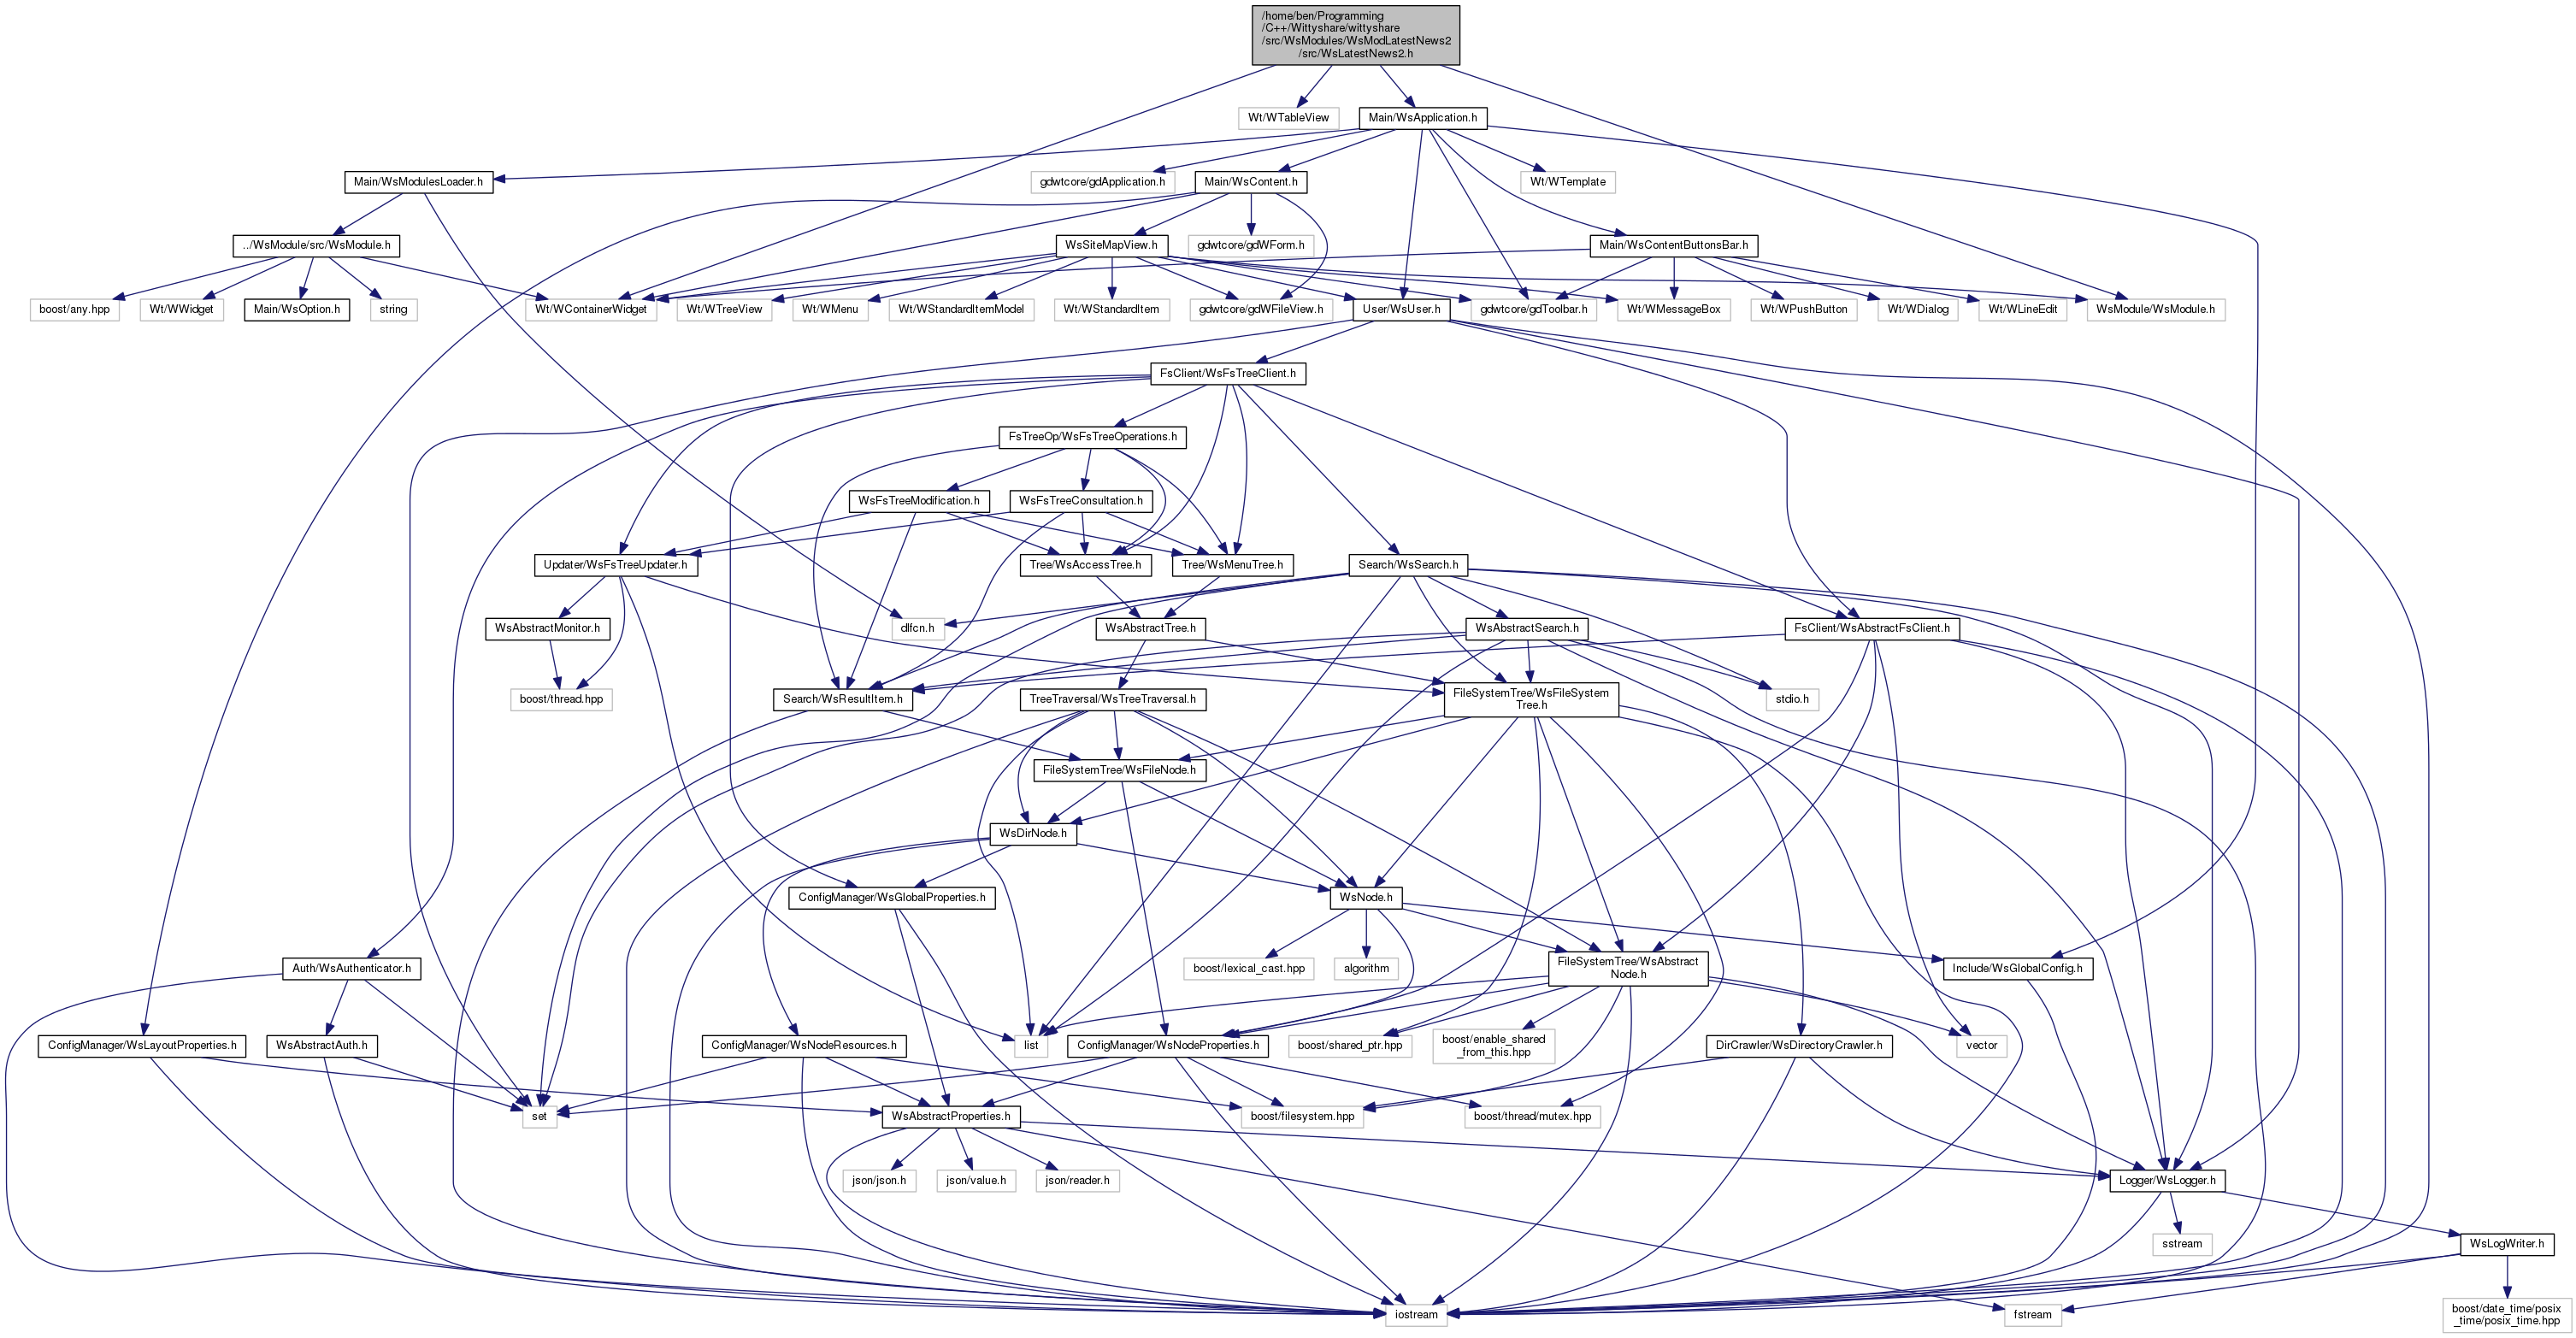 /home/ben/Programming
/C++/Wittyshare/wittyshare
/src/WsModules/WsModLatestNews2
/src/WsLatestNews2.h
Wt/WTableView
Main/WsApplication.h
Main/WsModulesLoader.h
gdwtcore/gdApplication.h
Main/WsContent.h
Wt/WTemplate
../WsModule/src/WsModule.h
WsSiteMapView.h
gdwtcore/gdWForm.h
Main/WsContentButtonsBar.h
boost/any.hpp
Wt/WWidget
Main/WsOption.h
string
Wt/WContainerWidget
Wt/WTreeView
Wt/WMenu
Wt/WStandardItemModel
Wt/WStandardItem
gdwtcore/gdWFileView.h
User/WsUser.h
gdwtcore/gdToolbar.h
Wt/WMessageBox
Wt/WPushButton
Wt/WDialog
Wt/WLineEdit
WsModule/WsModule.h
FsClient/WsFsTreeClient.h
FsTreeOp/WsFsTreeOperations.h
WsFsTreeModification.h
WsFsTreeConsultation.h
Updater/WsFsTreeUpdater.h
Tree/WsAccessTree.h
Tree/WsMenuTree.h
Search/WsSearch.h
WsAbstractMonitor.h
dlfcn.h
WsAbstractTree.h
WsAbstractSearch.h
FsClient/WsAbstractFsClient.h
boost/thread.hpp
Search/WsResultItem.h
TreeTraversal/WsTreeTraversal.h
FileSystemTree/WsFileSystem
Tree.h
stdio.h
FileSystemTree/WsFileNode.h
WsDirNode.h
ConfigManager/WsGlobalProperties.h
WsNode.h
Auth/WsAuthenticator.h
boost/lexical_cast.hpp
algorithm
FileSystemTree/WsAbstract
Node.h
Include/WsGlobalConfig.h
ConfigManager/WsLayoutProperties.h
WsAbstractAuth.h
ConfigManager/WsNodeResources.h
list
ConfigManager/WsNodeProperties.h
boost/shared_ptr.hpp
boost/enable_shared
_from_this.hpp
DirCrawler/WsDirectoryCrawler.h
vector
set
WsAbstractProperties.h
boost/filesystem.hpp
boost/thread/mutex.hpp
json/json.h
json/value.h
json/reader.h
Logger/WsLogger.h
sstream
WsLogWriter.h
iostream
fstream
boost/date_time/posix
_time/posix_time.hpp